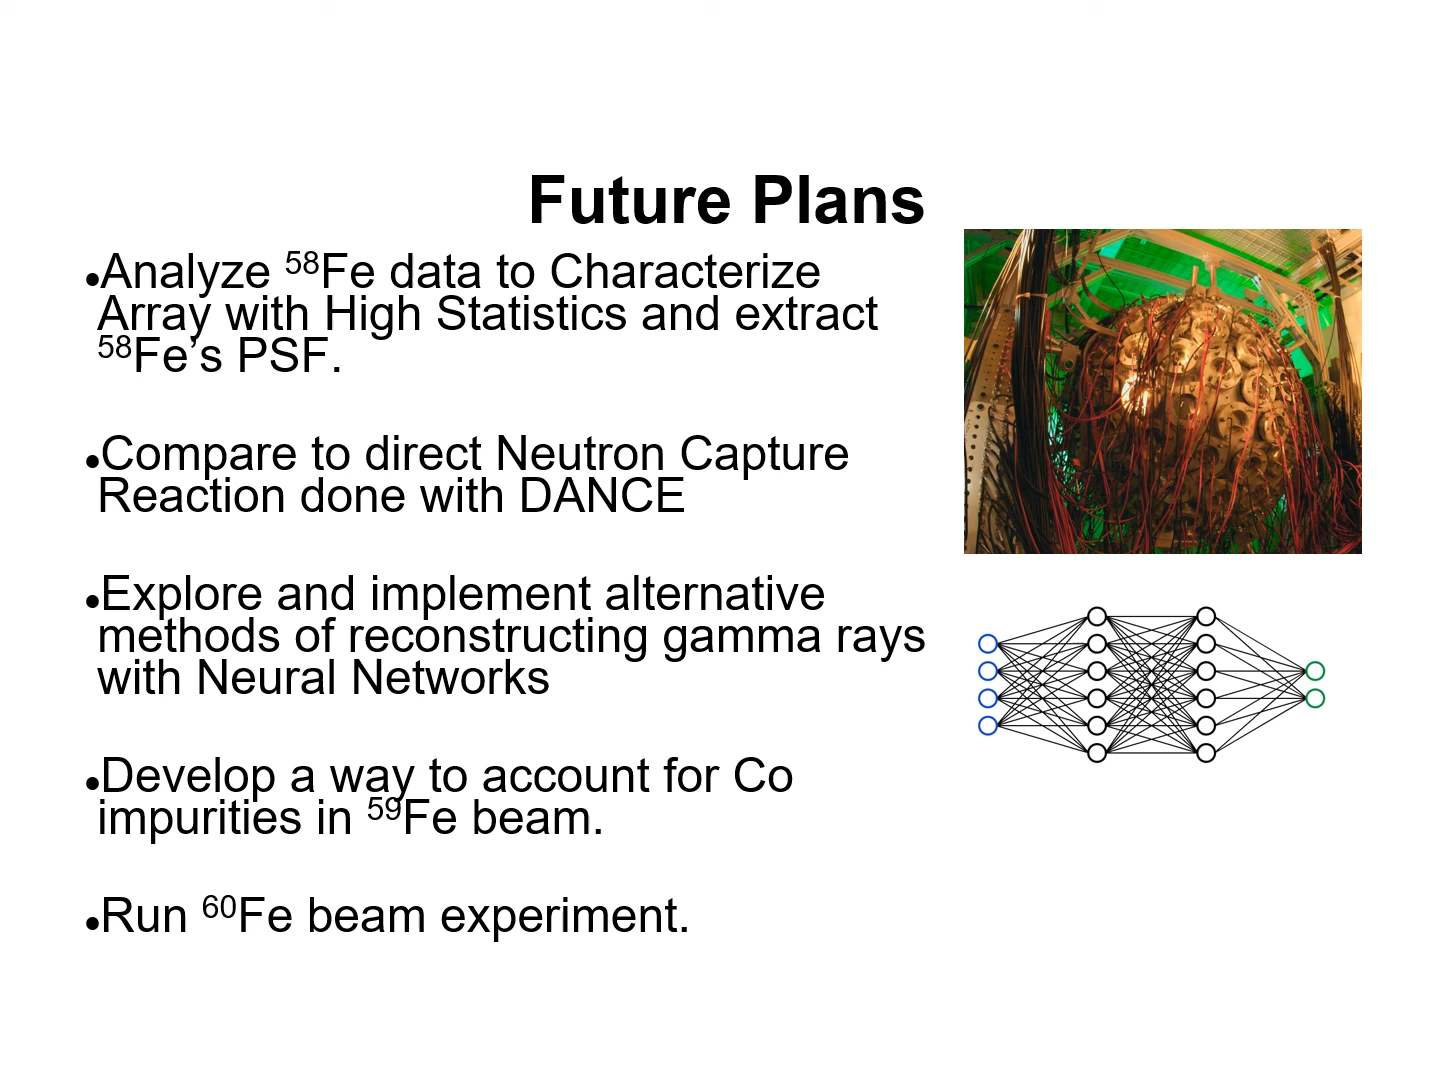 Future Plans
●Analyze ⁵⁸Fe data to Characterize
Array with High Statistics and extract
⁵⁸Fe’s PSF.
●Compare to direct Neutron Capture
Reaction done with DANCE
●Explore and implement alternative
methods of reconstructing gamma rays
with Neural Networks
●Develop a way to account for Co
impurities in ⁵⁹Fe beam.
●Run ⁶⁰Fe beam experiment.